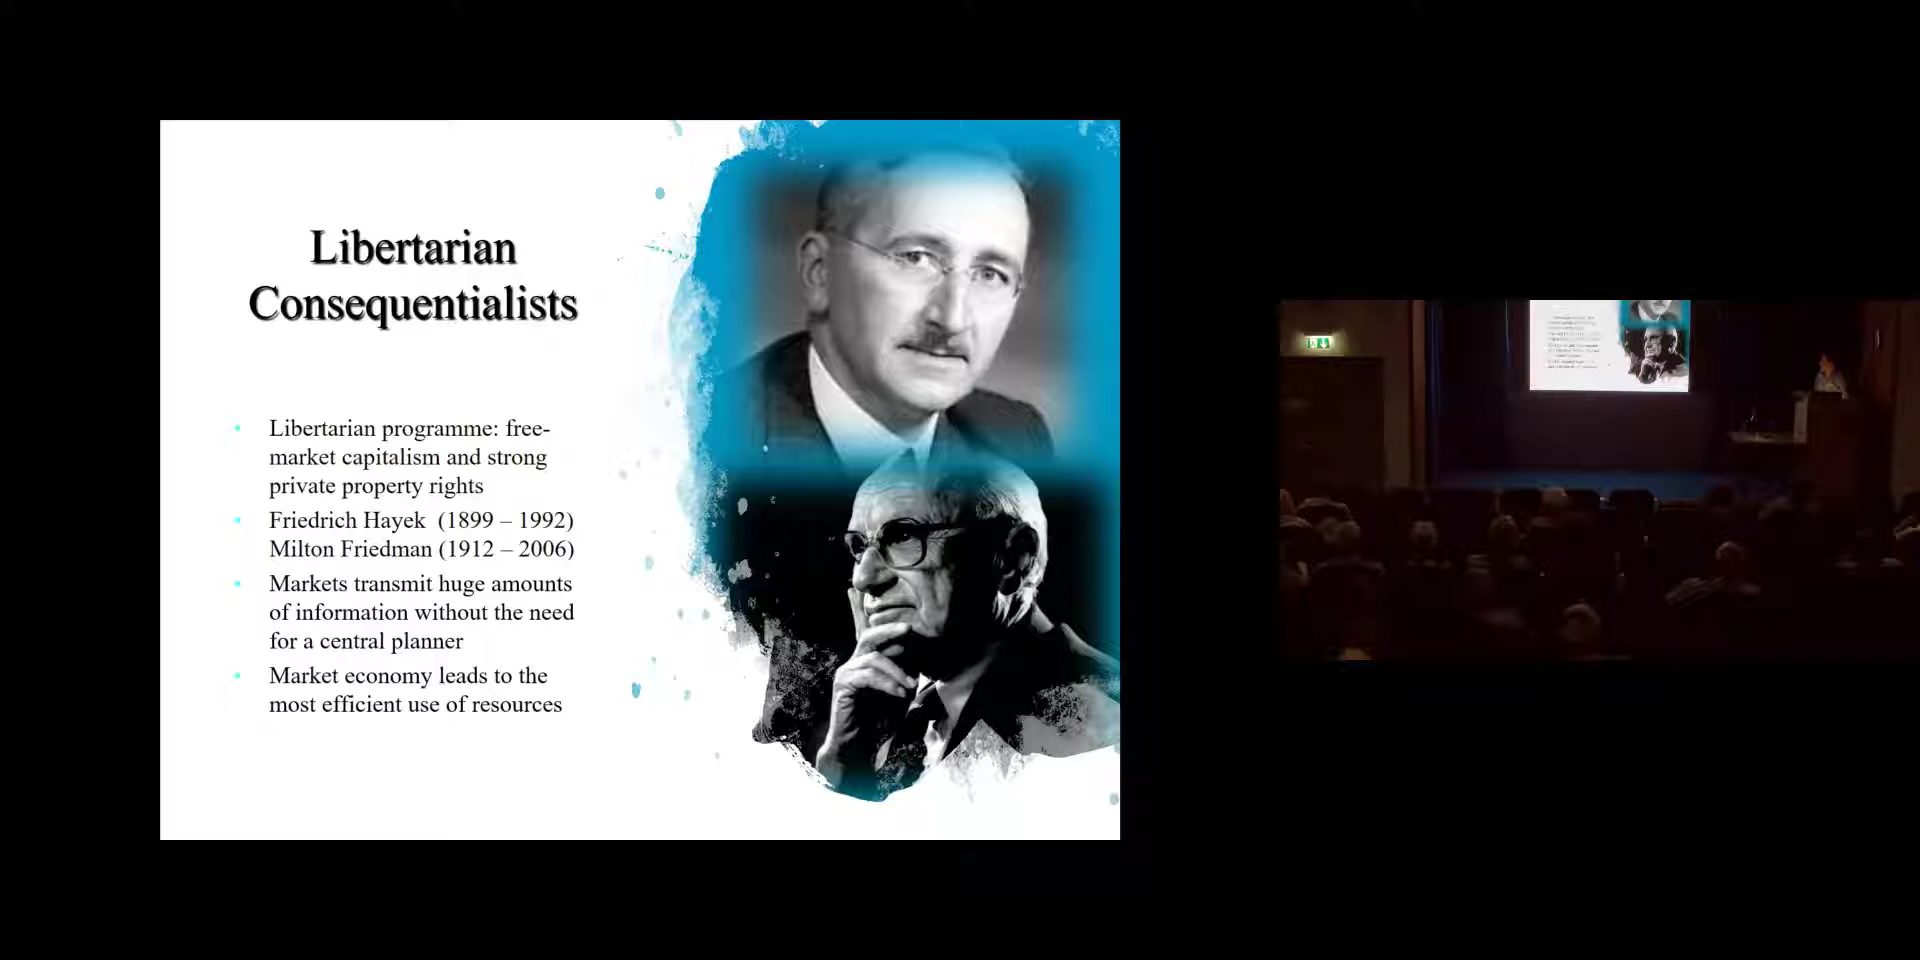 Libertarian
Consequentialists
Libertarian programme: free-
market capitalism and strong
private property rights
Friedrich Hayek (1899 – 1992)
Milton Friedman (1912 – 2006)
Markets transmit huge amounts
of information without the need
for a central planner
Market economy leads to the
most efficient use of resources